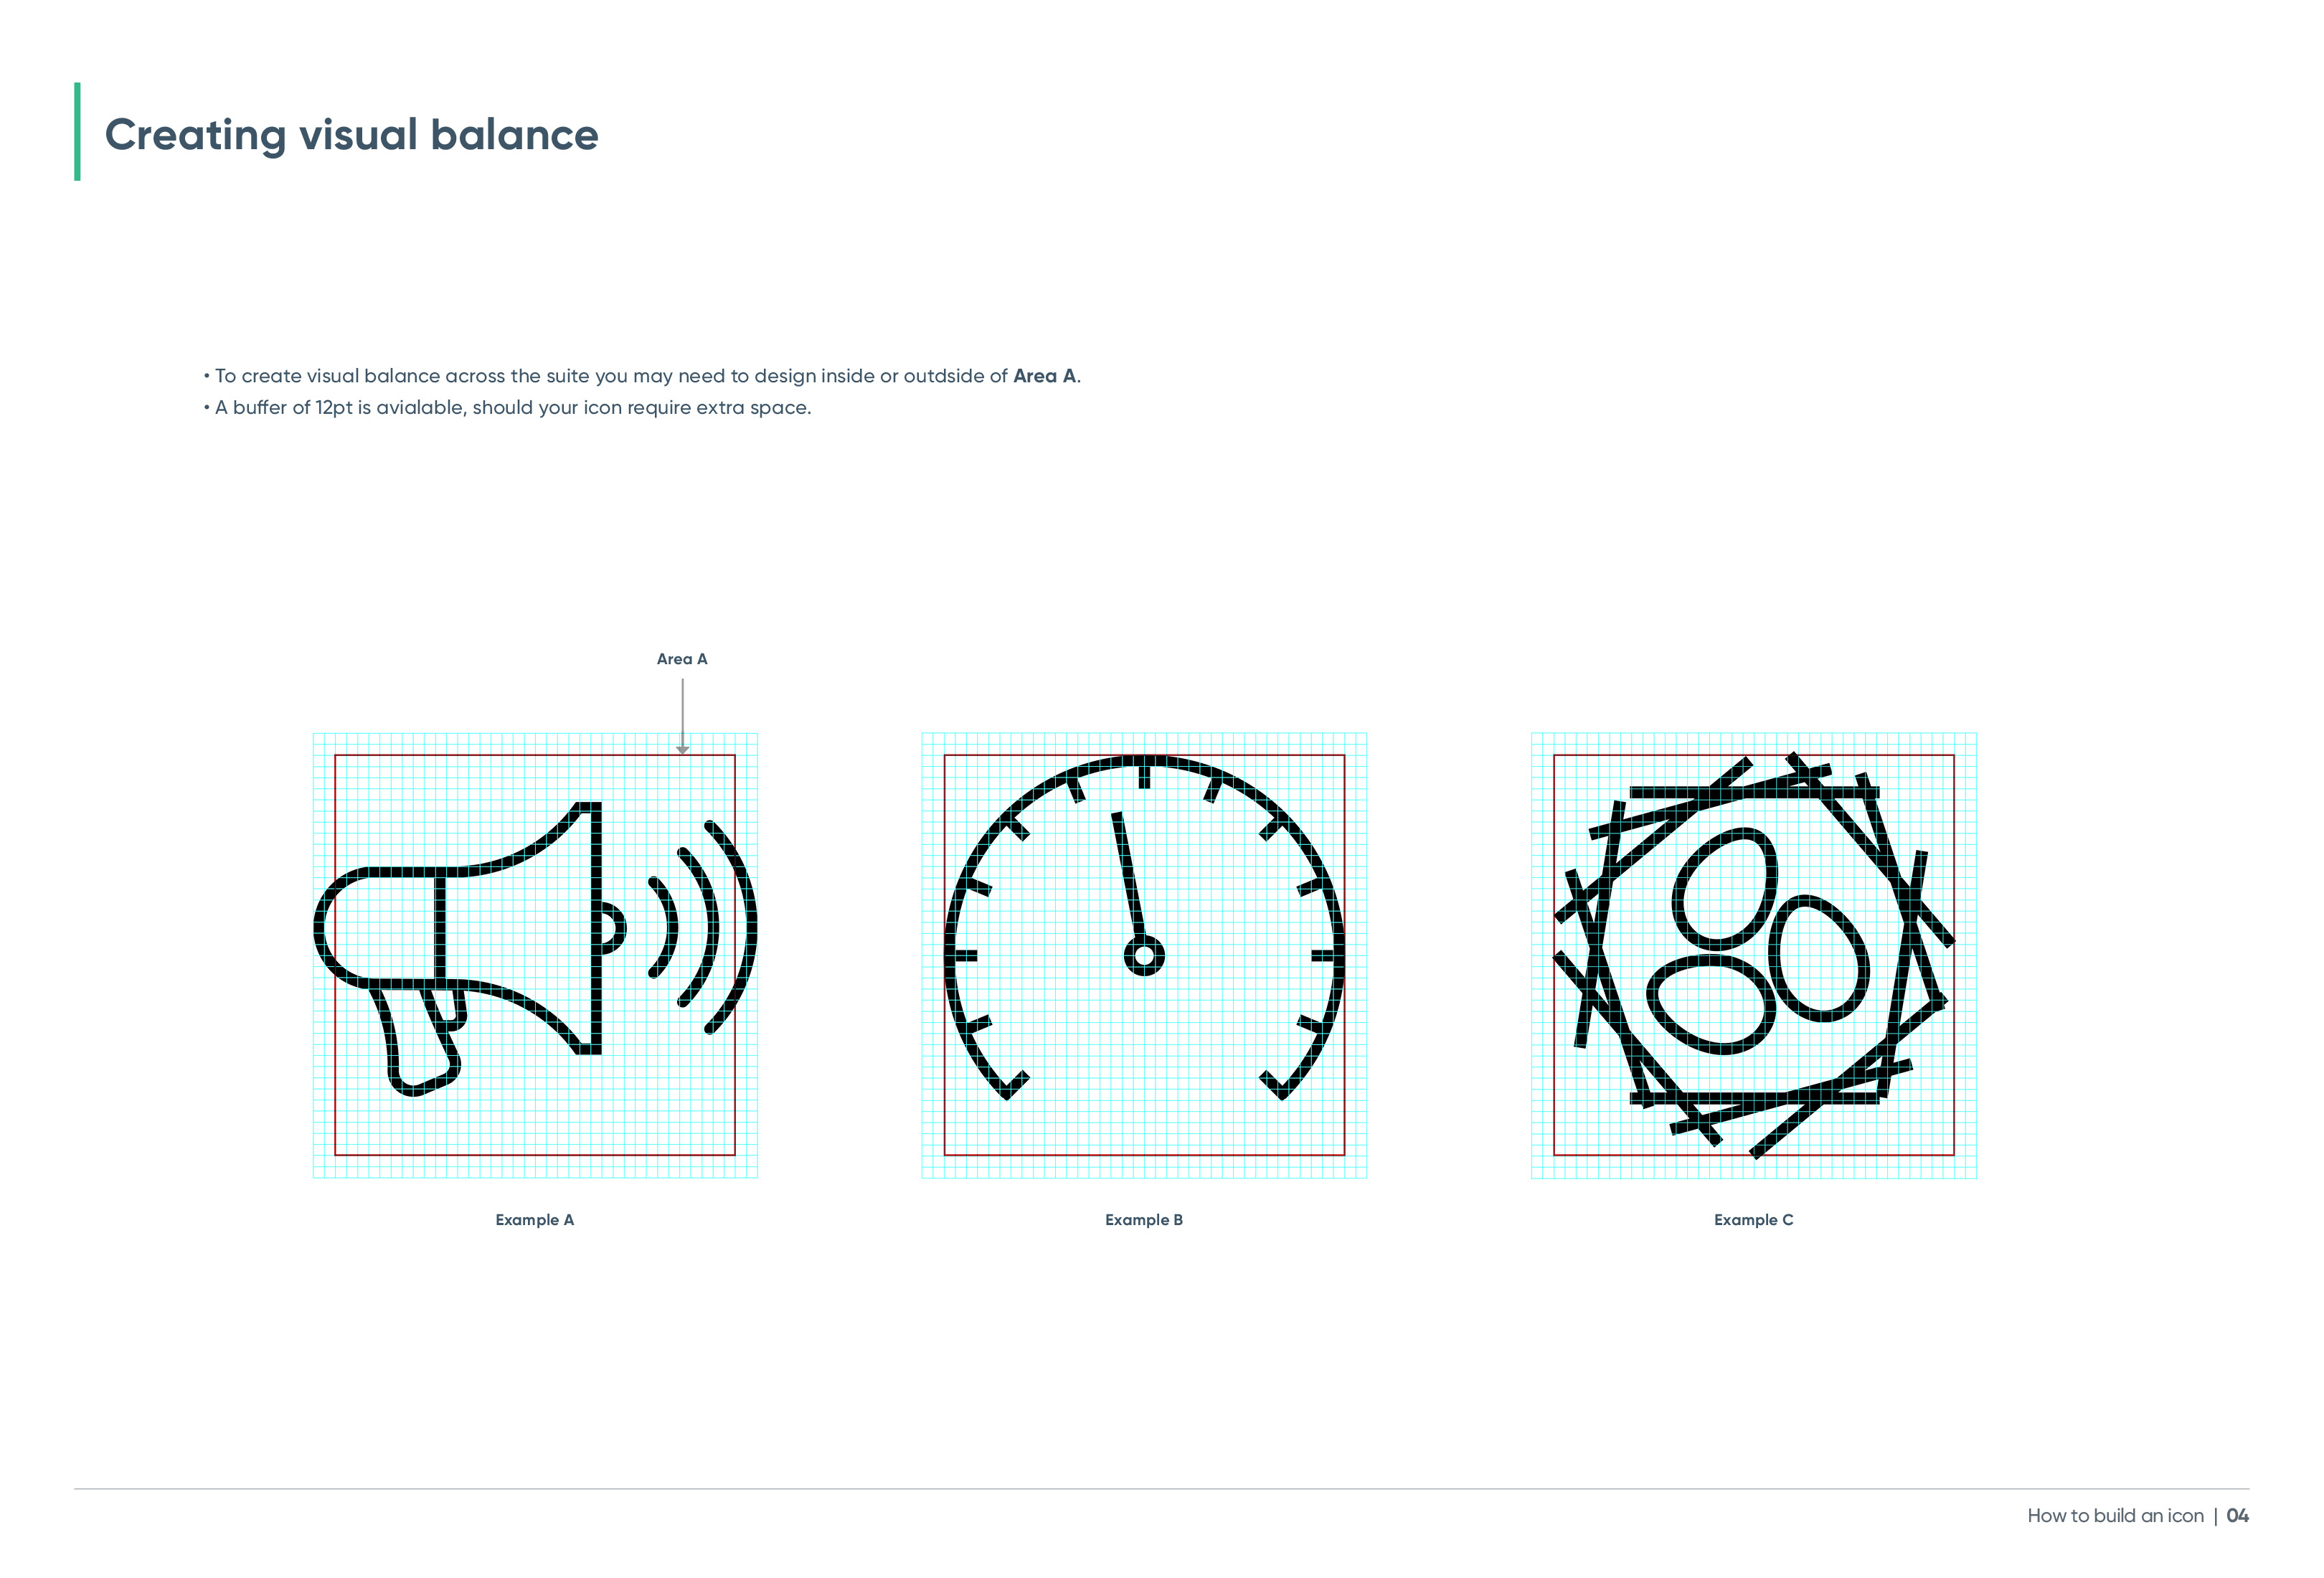 Creating visual balance
• To create visual balance across the suite you may need to design inside or outdside of Area A.
• A buffer of 12pt is avialable, should your icon require extra space.
Area A
Example A
Example B
Example C
How to build an icon | 04